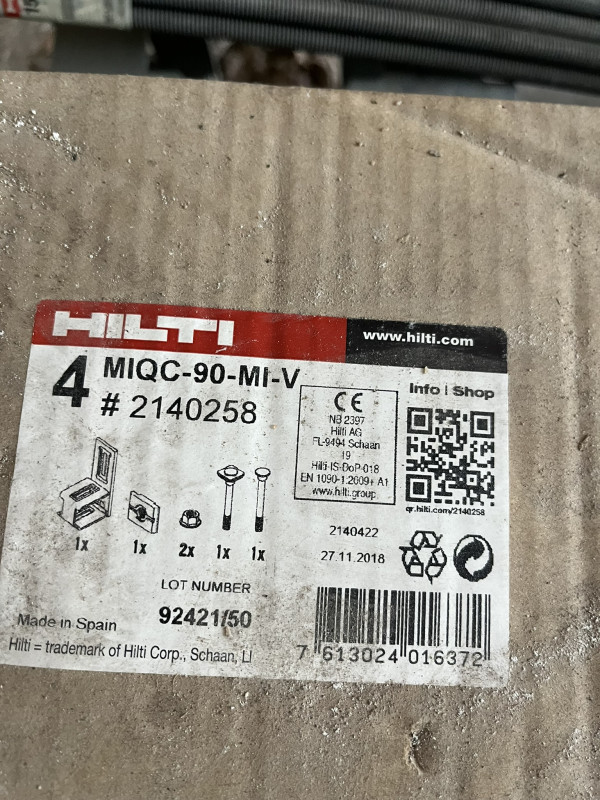 HILTI
www.hilti.com
4
MIQC-90-MI-V
# 2140258
CE
NB 2397
Hilti AG
FL-9494 Schaan
19
Hilti-IS-DoP-018
EN 1090-1:2009+ A1
www.hilti.group
Info | Shop
qr.hilti.com/2140258
1x
1x
2x
1x
1x
2140422
27.11.2018
LOT NUMBER
92421/50
Made in Spain
Hilti = trademark of Hilti Corp., Schaan, LI
7 613024 016372